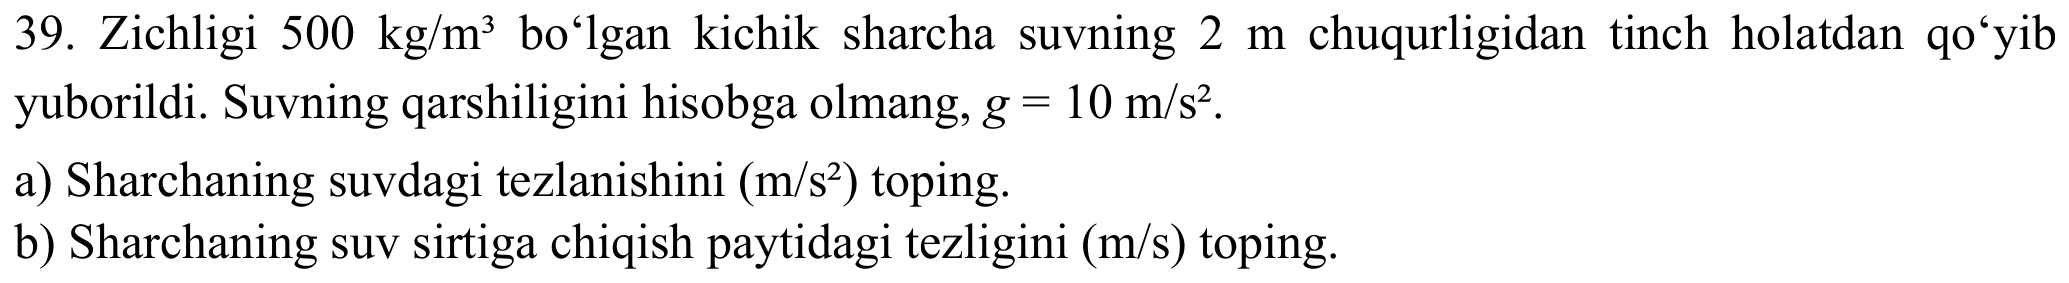 39. Zichligi 500 kg/m³ bo‘lgan kichik sharcha suvning 2 m chuqurligidan tinch holatdan qo‘yib
yuborildi. Suvning qarshiligini hisobga olmang, g = 10 m/s².
a) Sharchaning suvdagi tezlanishini (m/s²) toping.
b) Sharchaning suv sirtiga chiqish paytidagi tezligini (m/s) toping.